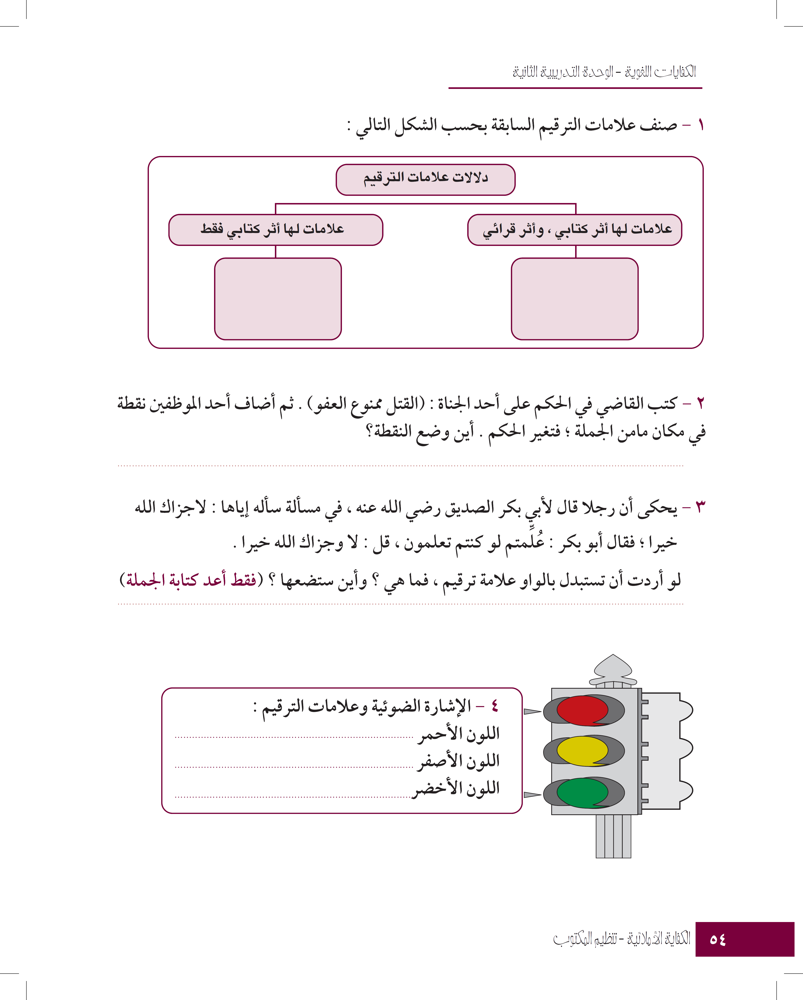 الكفايات اللغوية - الوحدة التدريبية الثانية
١ - صنف علامات الترقيم السابقة بحسب الشكل التالي :
دلالات علامات الترقيم
علامات لها أثر كتابي ، وأثر قرائي
علامات لها أثر كتابي فقط
٢ - كتب القاضي في الحكم على أحد الجناة : (القتل ممنوع العفو) . ثم أضاف أحد الموظفين نقطة
في مكان مامن الجملة ؛ فتغير الحكم . أين وضع النقطة؟
٣ - يحكى أن رجلا قال لأبي بكر الصديق رضي الله عنه ، في مسألة سأله إياها : لاجزاك الله
خيرا ؛ فقال أبو بكر : عُلِّمتم لو كنتم تعلمون ، قل : لا وجزاك الله خيرا .
لو أردت أن تستبدل بالواو علامة ترقيم ، فما هي ؟ وأين ستضعها ؟ (فقط أعد كتابة الجملة)
٤ - الإشارة الضوئية وعلامات الترقيم :
اللون الأحمر
اللون الأصفر
اللون الأخضر
الكفاية الأملائية - تنظيم المكتوب
٥٤